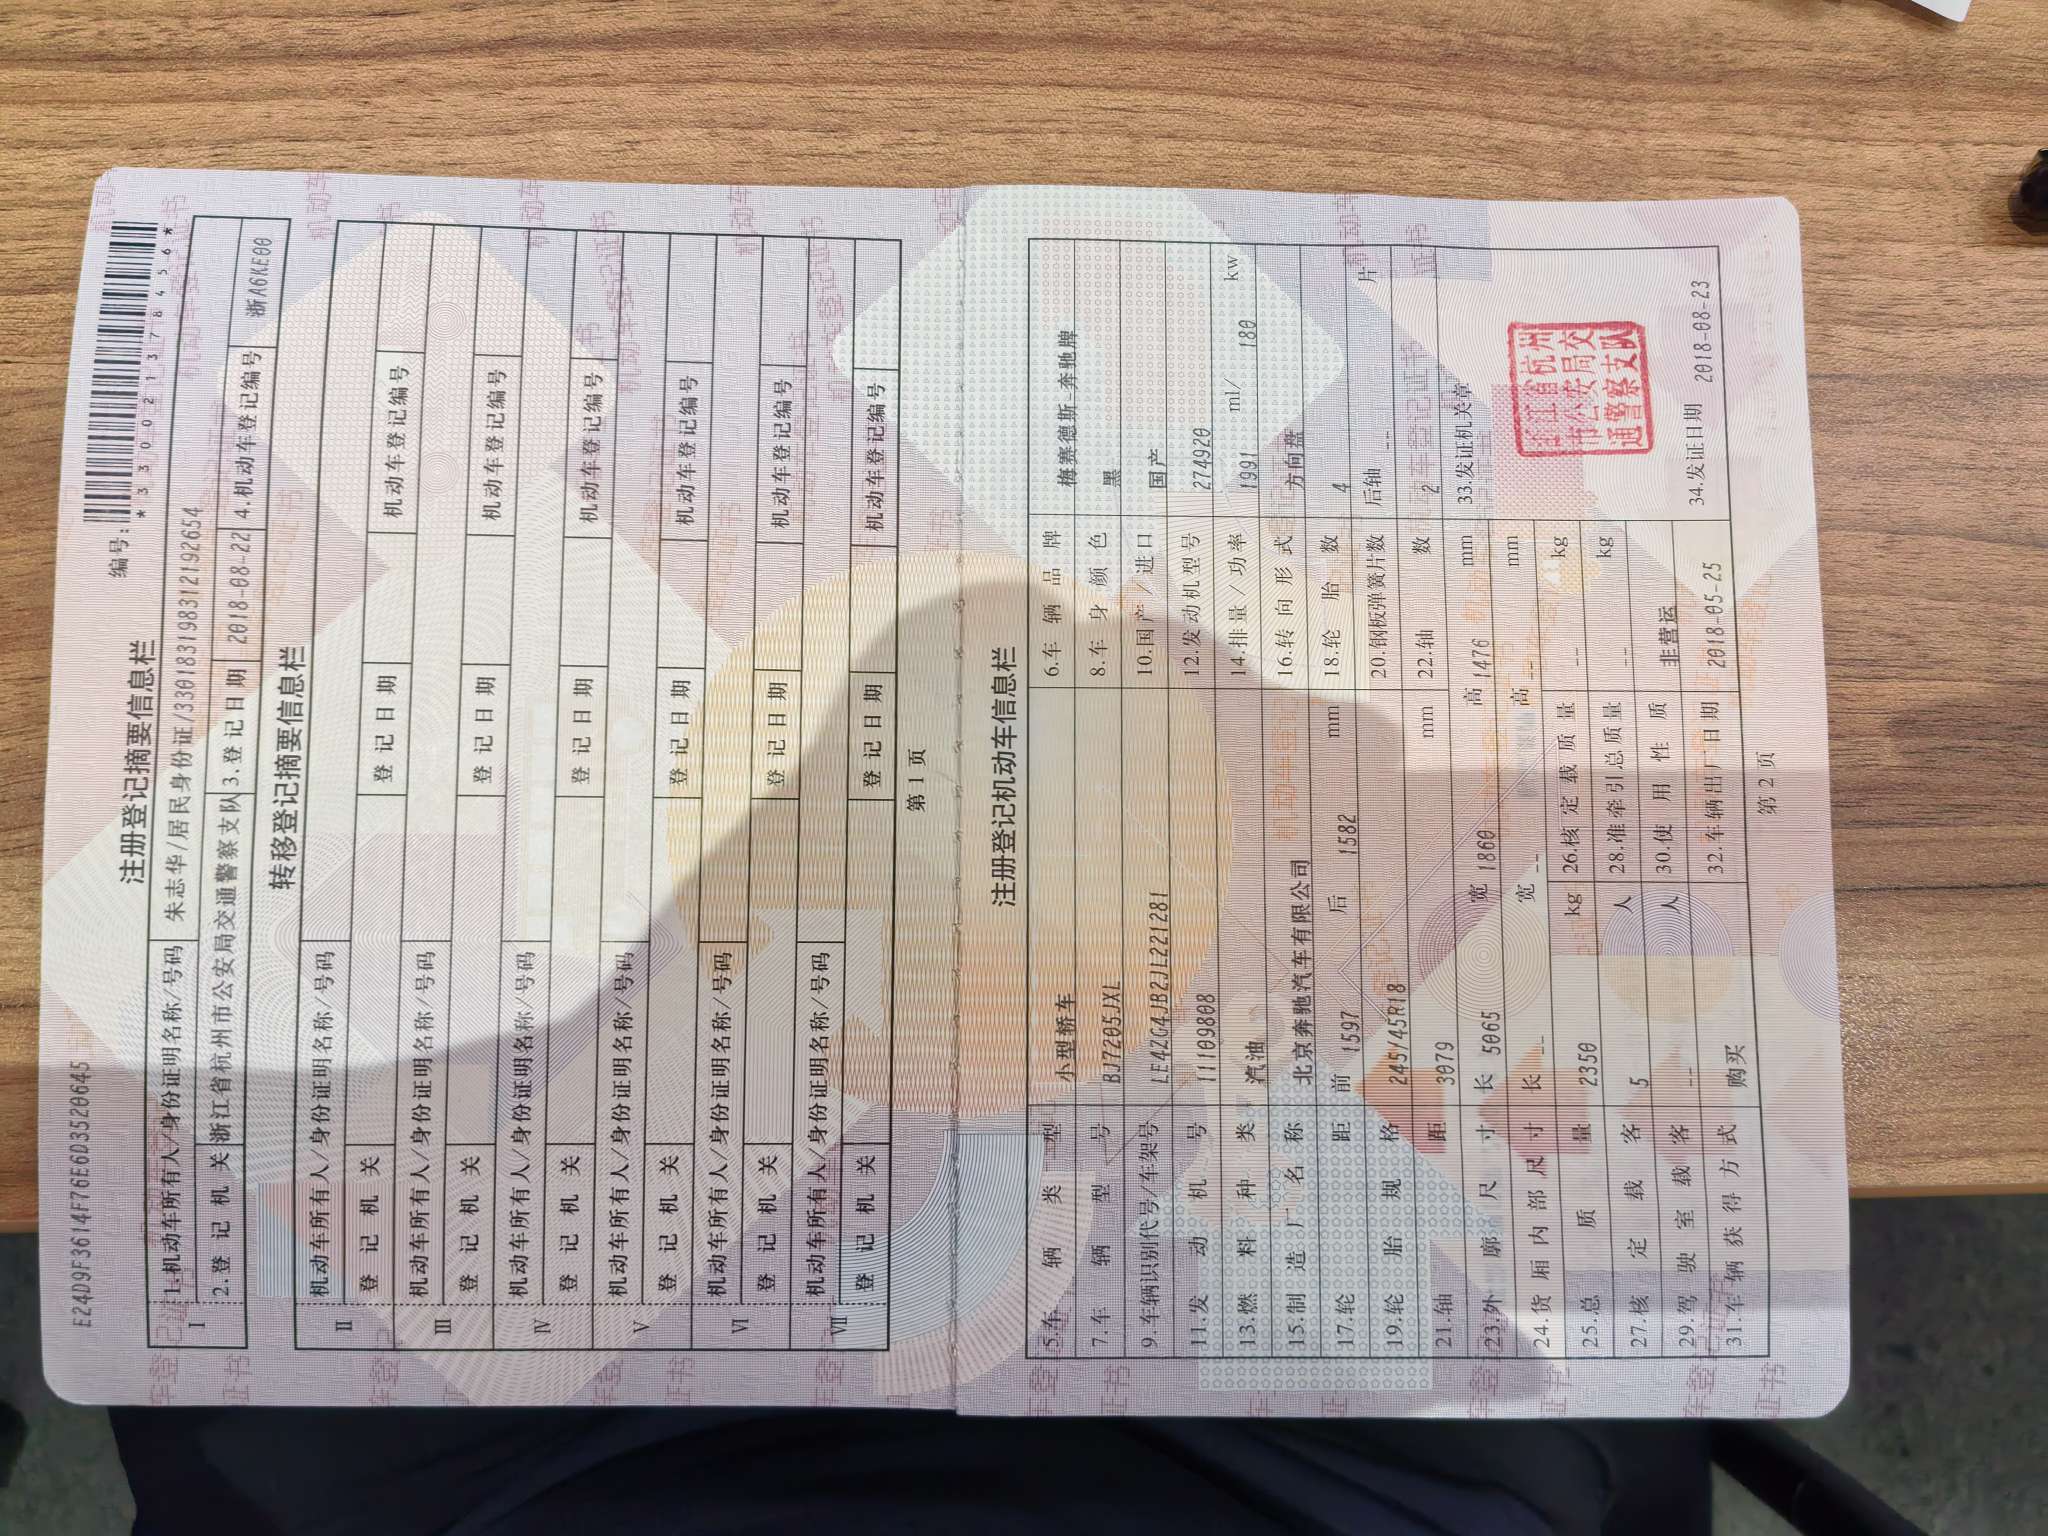 E24D9F3614F76E6D3520645
编号:
*330021378456*
注册登记摘要信息栏
I 1.机动车所有人/身份证明名称/号码 朱志华/居民身份证/330183198312192654
2.登记机关 浙江省杭州市公安局交通警察支队 3.登记日期 2018-08-22 4.机动车登记编号 浙A6KE00
转移登记摘要信息栏
II 机动车所有人/身份证明名称/号码
登记机关 登记日期 机动车登记编号
III 机动车所有人/身份证明名称/号码
登记机关 登记日期 机动车登记编号
IV 机动车所有人/身份证明名称/号码
登记机关 登记日期 机动车登记编号
V 机动车所有人/身份证明名称/号码
登记机关 登记日期 机动车登记编号
VI 机动车所有人/身份证明名称/号码
登记机关 登记日期 机动车登记编号
VII 机动车所有人/身份证明名称/号码
登记机关 登记日期 机动车登记编号
第1页
注册登记机动车信息栏
5.车辆类型 小型轿车 6.车辆品牌 梅赛德斯-奔驰牌
7.车辆型号 BJ7205JXL 8.车身颜色 黑
9.车辆识别代号/车架号 LE4ZG4JB2JL221281 10.国产/进口 国产
11.发动机号 11109808 12.发动机型号 274920
13.燃料种类 汽油 14.排量/功率 1991 ml/ 180 kw
15.制造厂名称 北京奔驰汽车有限公司 16.转向形式 方向盘
17.轮距 前 1597 后 1582 mm 18.轮胎数 4
19.轮胎规格 245/45R18 20.钢板弹簧片数 后轴 -- 片
21.轴距 3079 mm 22.轴数 2
23.外廓尺寸 长 5065 宽 1860 高 1476 mm 33.发证机关章
24.货厢内部尺寸 长 -- 宽 -- 高 -- mm
25.总质量 2350 kg 26.核定载质量 -- kg
27.核定载客 5 人 28.准牵引总质量 -- kg
29.驾驶室载客 -- 人 30.使用性质 非营运
31.车辆获得方式 购买 32.车辆出厂日期 2018-05-25 34.发证日期 2018-08-23
浙江省杭州
市公安局交
通警察支队
第2页